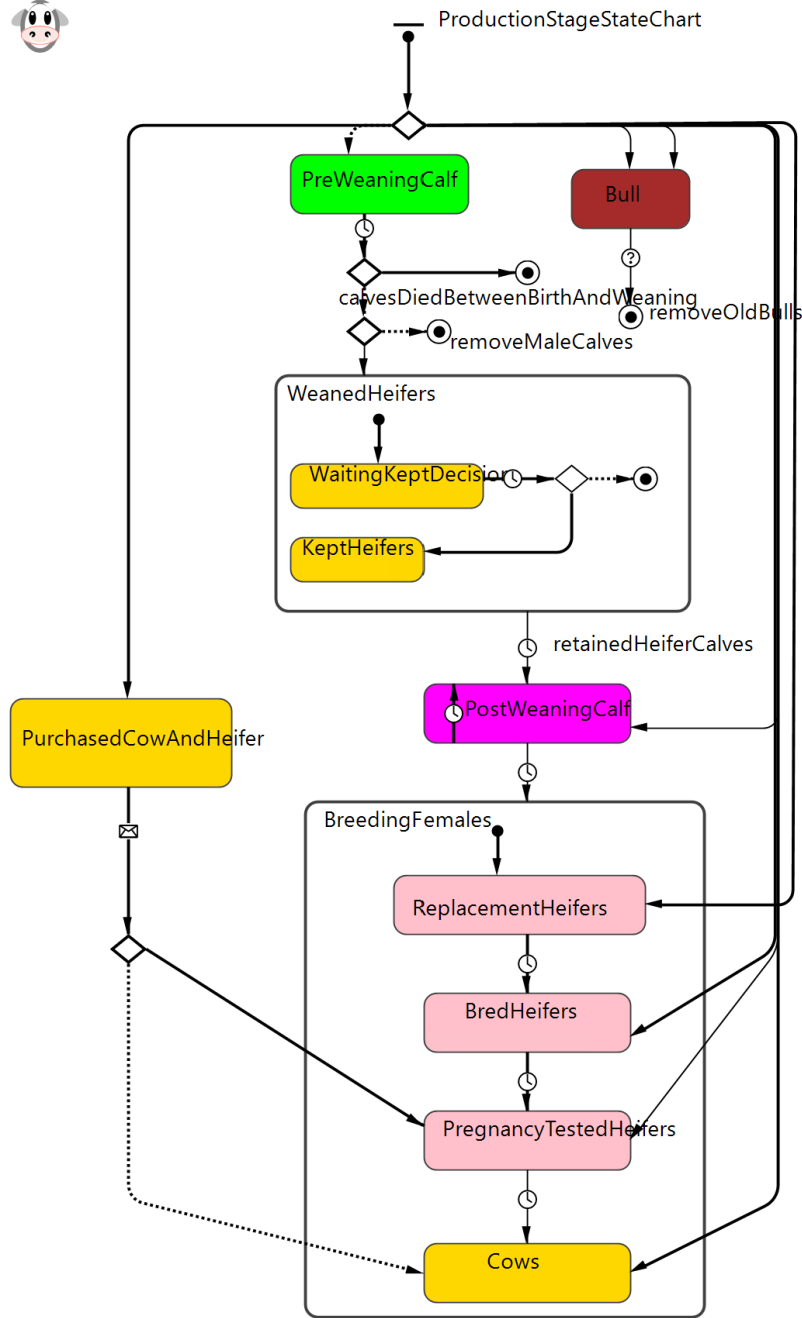 ProductionStageStateChart
PreWeaningCalf
Bull
calvesDiedBetweenBirthAndWeaning
removeOldBulls
removeMaleCalves
WeanedHeifers
WaitingKeptDecision
KeptHeifers
retainedHeiferCalves
PostWeaningCalf
PurchasedCowAndHeifer
BreedingFemales
ReplacementHeifers
BredHeifers
PregnancyTestedHeifers
Cows